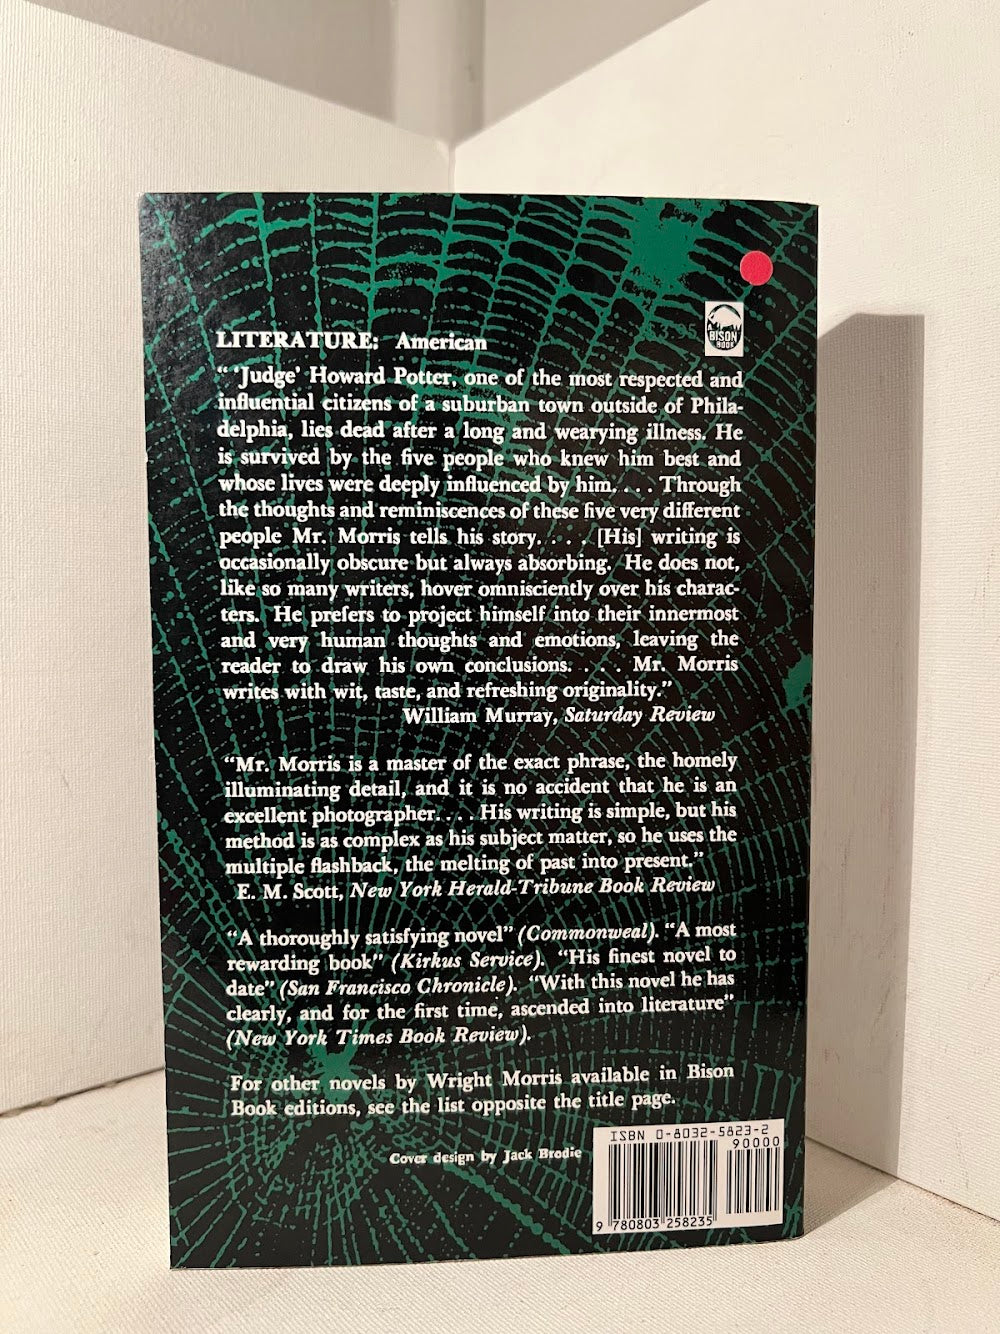 $3.95
A
BISON
BOOK
LITERATURE: American
“ ‘Judge’ Howard Potter, one of the most respected and
influential citizens of a suburban town outside of Phila-
delphia, lies dead after a long and wearying illness. He
is survived by the five people who knew him best and
whose lives were deeply influenced by him. . . . Through
the thoughts and reminiscences of these five very different
people Mr. Morris tells his story. . . . [His] writing is
occasionally obscure but always absorbing. He does not,
like so many writers, hover omnisciently over his charac-
ters. He prefers to project himself into their innermost
and very human thoughts and emotions, leaving the
reader to draw his own conclusions. . . . Mr. Morris
writes with wit, taste, and refreshing originality.”
William Murray, Saturday Review
“Mr. Morris is a master of the exact phrase, the homely
illuminating detail, and it is no accident that he is an
excellent photographer. . . . His writing is simple, but his
method is as complex as his subject matter, so he uses the
multiple flashback, the melting of past into present.”
E. M. Scott, New York Herald-Tribune Book Review
“A thoroughly satisfying novel” (Commonweal). “A most
rewarding book” (Kirkus Service). “His finest novel to
date” (San Francisco Chronicle). “With this novel he has
clearly, and for the first time, ascended into literature”
(New York Times Book Review).
For other novels by Wright Morris available in Bison
Book editions, see the list opposite the title page.
Cover design by Jack Brodie
ISBN 0-8032-5823-2
90000
9 780803 258235